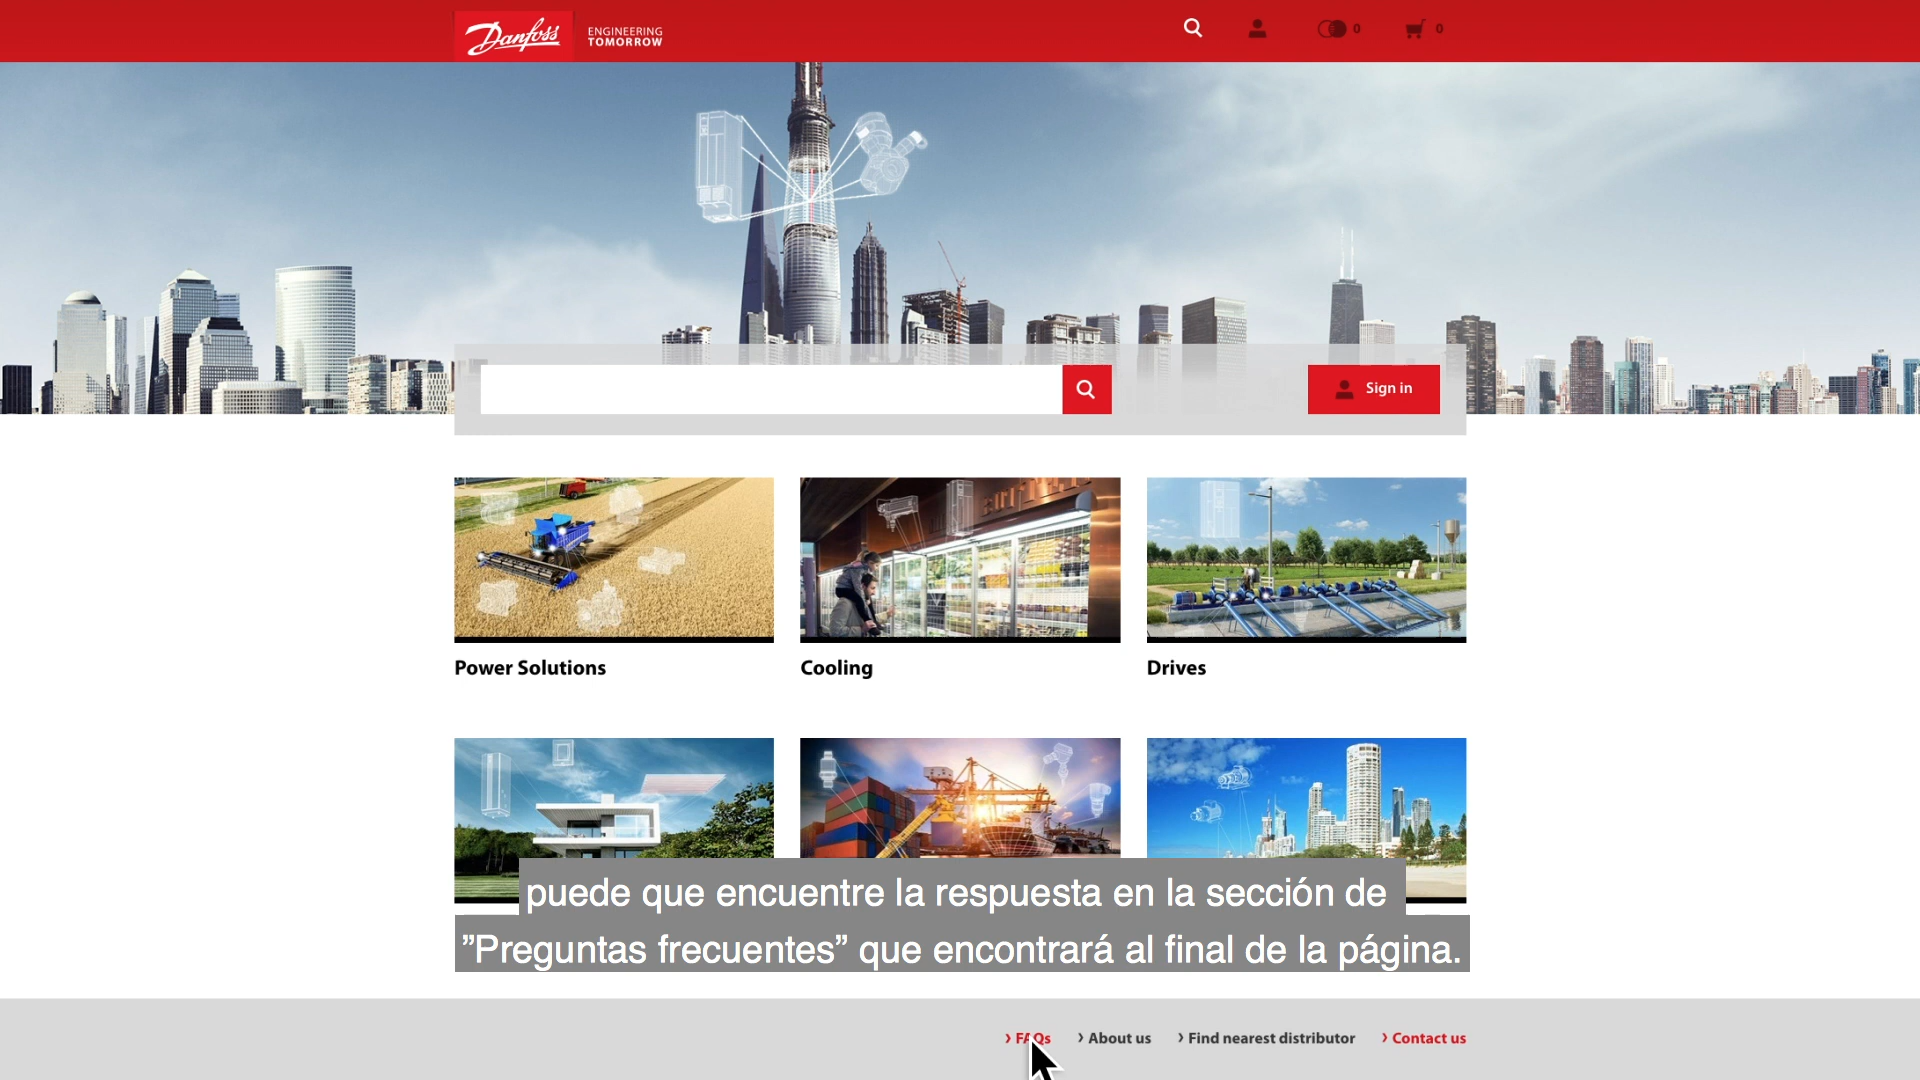 Danfoss
ENGINEERING
TOMORROW
0
0
Sign in
Power Solutions
Cooling
Drives
puede que encuentre la respuesta en la sección de
”Preguntas frecuentes” que encontrará al final de la página.
FAQs
About us
Find nearest distributor
Contact us